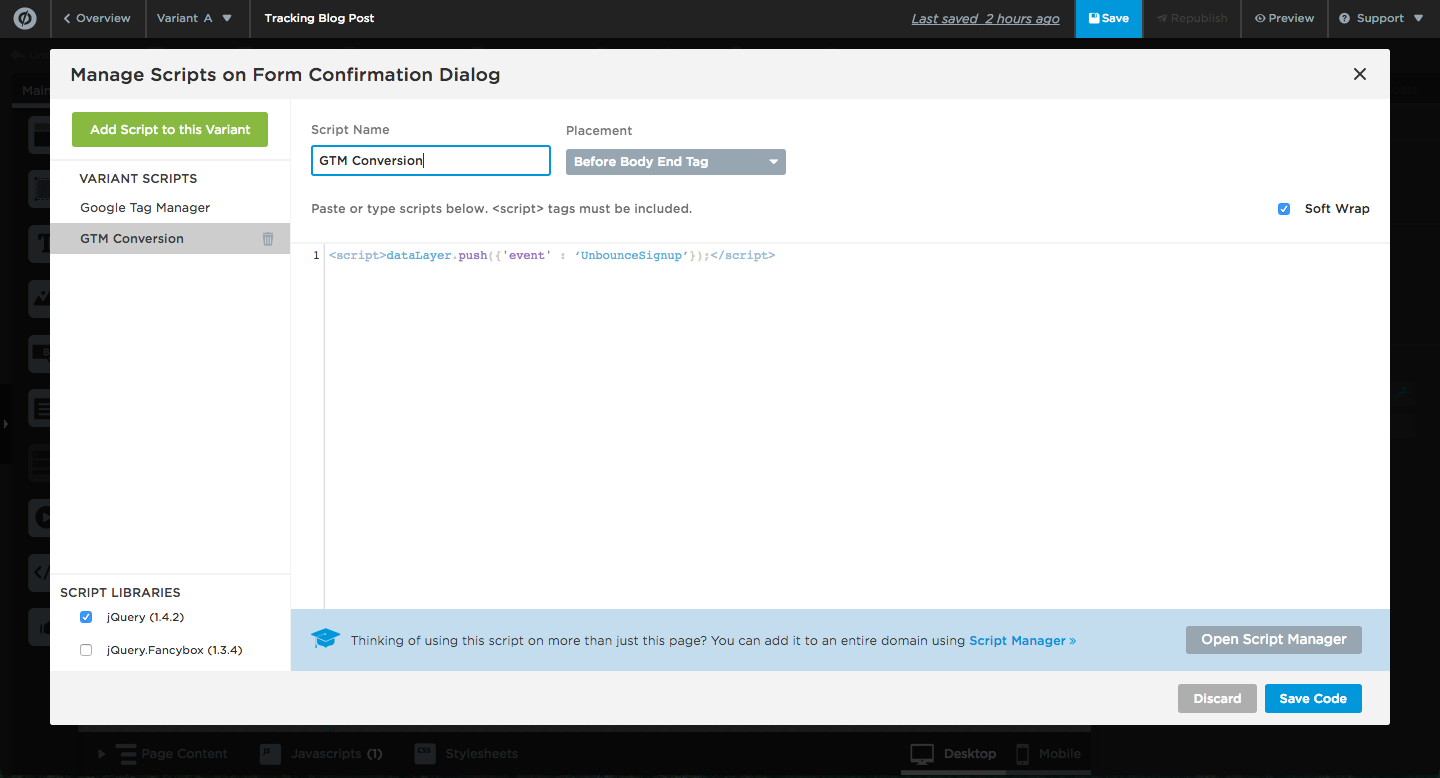 Overview
Variant A
Tracking Blog Post
Last saved 2 hours ago
Save
Republish
Preview
Support
Manage Scripts on Form Confirmation Dialog
Add Script to this Variant
VARIANT SCRIPTS
Google Tag Manager
GTM Conversion
Script Name
GTM Conversion
Placement
Before Body End Tag
Paste or type scripts below. <script> tags must be included.
Soft Wrap
1 <script>dataLayer.push({'event' : ‘UnbounceSignup’});</script>
SCRIPT LIBRARIES
jQuery (1.4.2)
jQuery.Fancybox (1.3.4)
Thinking of using this script on more than just this page? You can add it to an entire domain using Script Manager »
Open Script Manager
Discard
Save Code
Page Content
JS
Javascripts (1)
CSS
Stylesheets
Desktop
Mobile